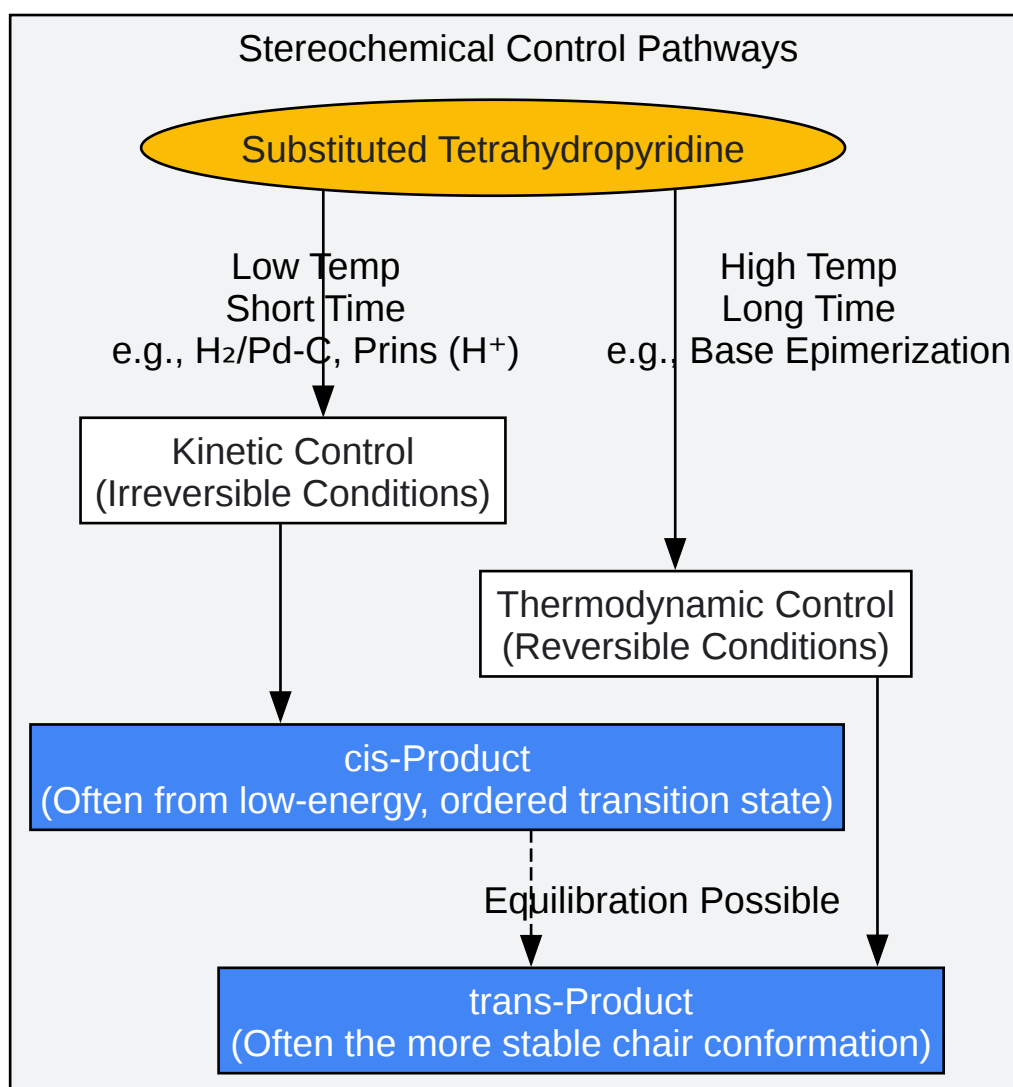 Stereochemical Control Pathways
Substituted Tetrahydropyridine
Low Temp
Short Time
e.g., H₂/Pd-C, Prins (H⁺)
High Temp
Long Time
e.g., Base Epimerization
Kinetic Control
(Irreversible Conditions)
Thermodynamic Control
(Reversible Conditions)
cis-Product
(Often from low-energy, ordered transition state)
Equilibration Possible
trans-Product
(Often the more stable chair conformation)